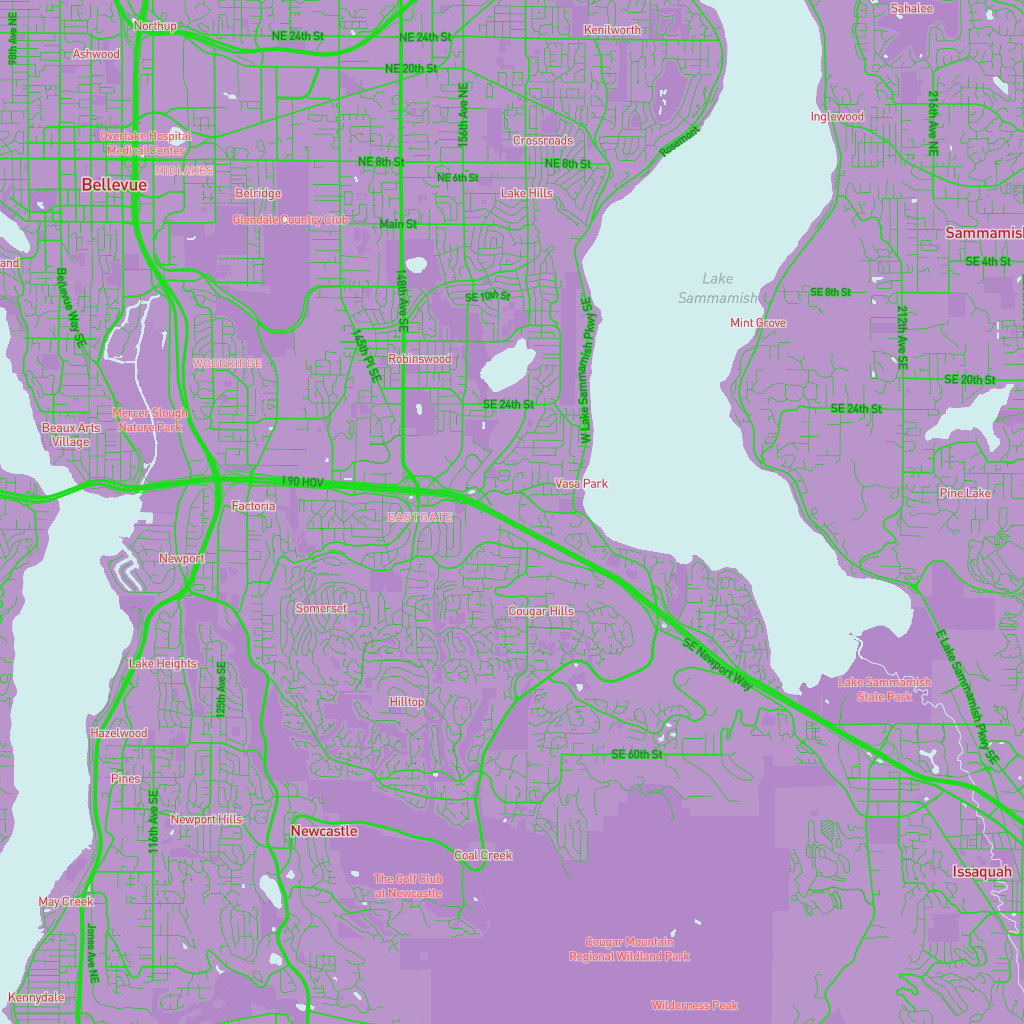 Sahalee
98th Ave NE
Northup
NE 24th St
NE 24th St
Kenilworth
Ashwood
NE 20th St
156th Ave NE
216th Ave NE
Inglewood
Overlake Hospital
Medical Center
Crossroads
Rosemont
MIDLAKES
NE 8th St
NE 8th St
NE 6th St
Bellevue
Belridge
Lake Hills
Glendale Country Club
Main St
Sammamish
and
SE 4th St
Lake
Sammamish
Bellevue Way SE
148th Ave SE
SE 10th St
SE 8th St
W Lake Sammamish Pkwy SE
Mint Grove
212th Ave SE
145th Pl SE
WOODRIDGE
Robinswood
SE 20th St
Mercer Slough
Nature Park
SE 24th St
SE 24th St
Beaux Arts
Village
I 90 HOV
Vasa Park
Pine Lake
Factoria
EASTGATE
Newport
Somerset
Cougar Hills
Lake Heights
125th Ave SE
SE Newport Way
E Lake Sammamish Pkwy SE
Lake Sammamish
State Park
Hilltop
Hazelwood
SE 60th St
Pines
116th Ave SE
Newport Hills
Newcastle
Coal Creek
Issaquah
The Golf Club
at Newcastle
May Creek
Jones Ave NE
Cougar Mountain
Regional Wildland Park
Kennydale
Wilderness Peak